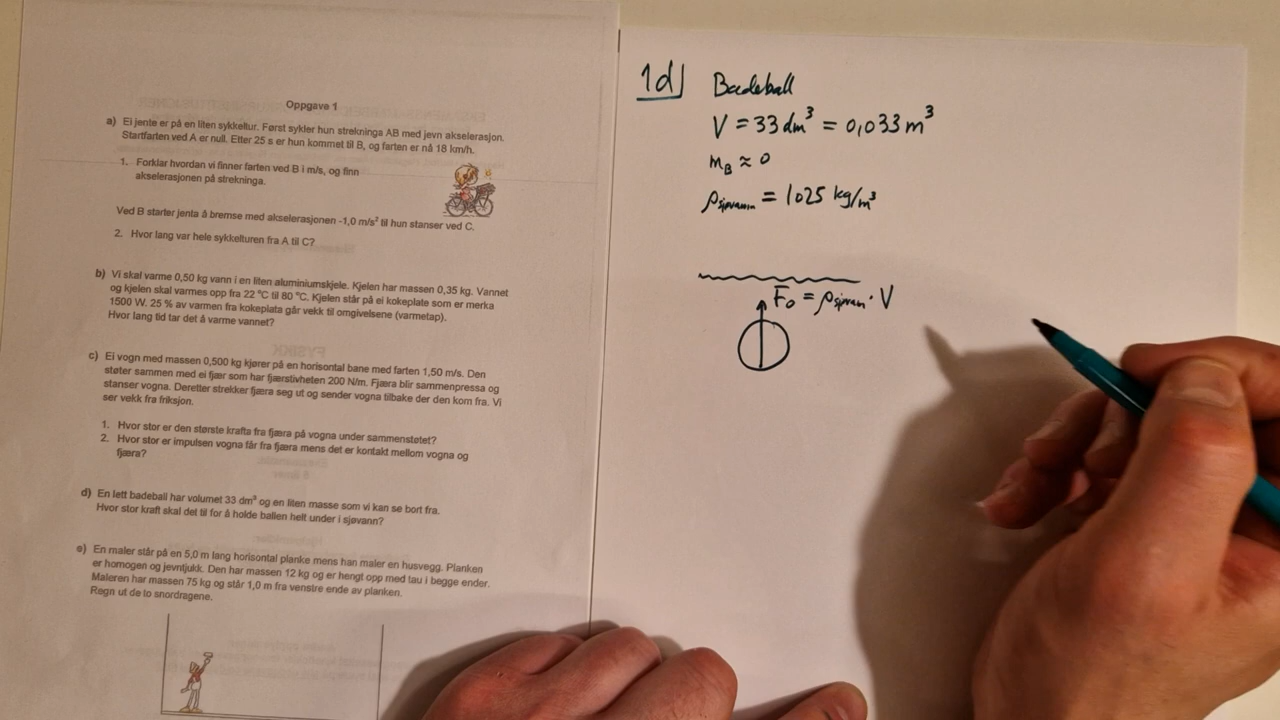 Oppgave 1
a) Ei jente er på en liten sykkeltur. Først sykler hun strekninga AB med jevn akselerasjon.
Startfarten ved A er null. Etter 25 s er hun kommet til B, og farten er nå 18 km/h.
1. Forklar hvordan vi finner farten ved B i m/s, og finn
akselerasjonen på strekninga.
Ved B starter jenta å bremse med akselerasjonen -1,0 m/s² til hun stanser ved C.
2. Hvor lang var hele sykkelturen fra A til C?
b) Vi skal varme 0,50 kg vann i en liten aluminiumskjele. Kjelen har massen 0,35 kg. Vannet
og kjelen skal varmes opp fra 22 °C til 80 °C. Kjelen står på ei kokeplate som er merka
1500 W. 25 % av varmen fra kokeplata går vekk til omgivelsene (varmetap).
Hvor lang tid tar det å varme vannet?
c) Ei vogn med massen 0,500 kg kjører på en horisontal bane med farten 1,50 m/s. Den
støter sammen med ei fjær som har fjærstivheten 200 N/m. Fjæra blir sammenpressa og
stanser vogna. Deretter strekker fjæra seg ut og sender vogna tilbake der den kom fra. Vi
ser vekk fra friksjon.
1. Hvor stor er den største krafta fra fjæra på vogna under sammenstøtet?
2. Hvor stor er impulsen vogna får fra fjæra mens det er kontakt mellom vogna og
fjæra?
d) En lett badeball har volumet 33 dm³ og en liten masse som vi kan se bort fra.
Hvor stor kraft skal det til for å holde ballen helt under i sjøvann?
e) En maler står på en 5,0 m lang horisontal planke mens han maler en husvegg. Planken
er homogen og jevntjukk. Den har massen 12 kg og er hengt opp med tau i begge ender.
Maleren har massen 75 kg og står 1,0 m fra venstre ende av planken.
Regn ut de to snordragene.
1d) Badeball
V = 33 dm³ = 0,033 m³
m_B ≈ 0
ρ_sjøvann = 1025 kg/m³
F_o = ρ_sjøvan · V